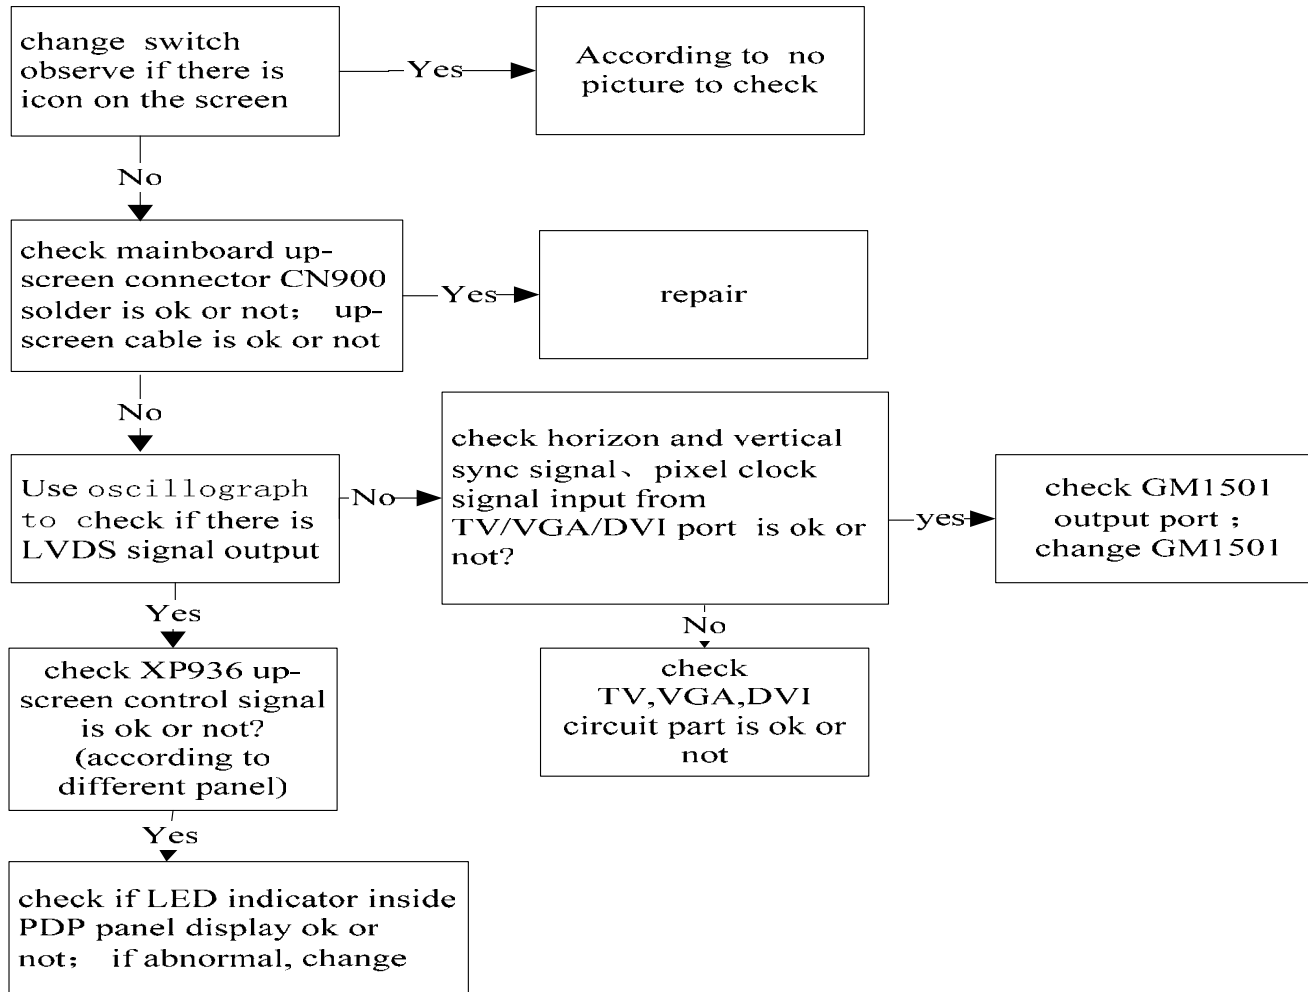 change switch
observe if there is
icon on the screen
Yes
According to no
picture to check
No
check mainboard up-
screen connector CN900
solder is ok or not； up-
screen cable is ok or not
Yes
repair
No
Use oscillograph
to check if there is
LVDS signal output
No
check horizon and vertical
sync signal、pixel clock
signal input from
TV/VGA/DVI port is ok or
not?
yes
check GM1501
output port；
change GM1501
Yes
No
check XP936 up-
screen control signal
is ok or not?
(according to
different panel)
check
TV,VGA,DVI
circuit part is ok or
not
Yes
check if LED indicator inside
PDP panel display ok or
not； if abnormal, change